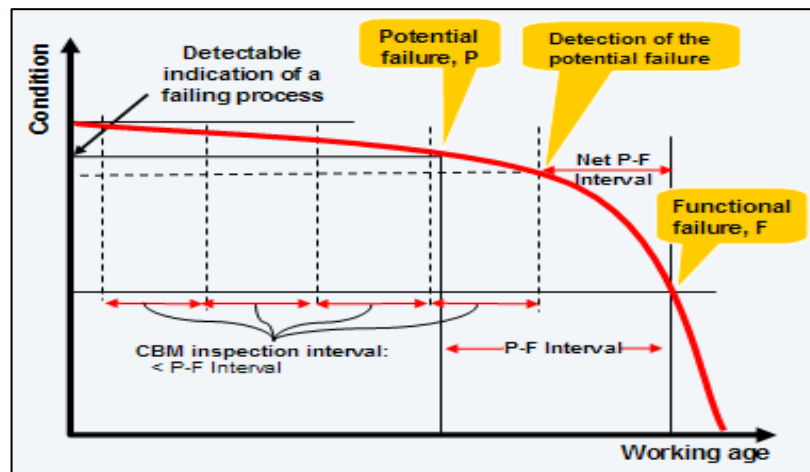 Condition
Detectable
indication of a
failing process
Potential
failure, P
Detection of the
potential failure
Net P-F
Interval
Functional
failure, F
CBM inspection interval:
< P-F Interval
P-F Interval
Working age